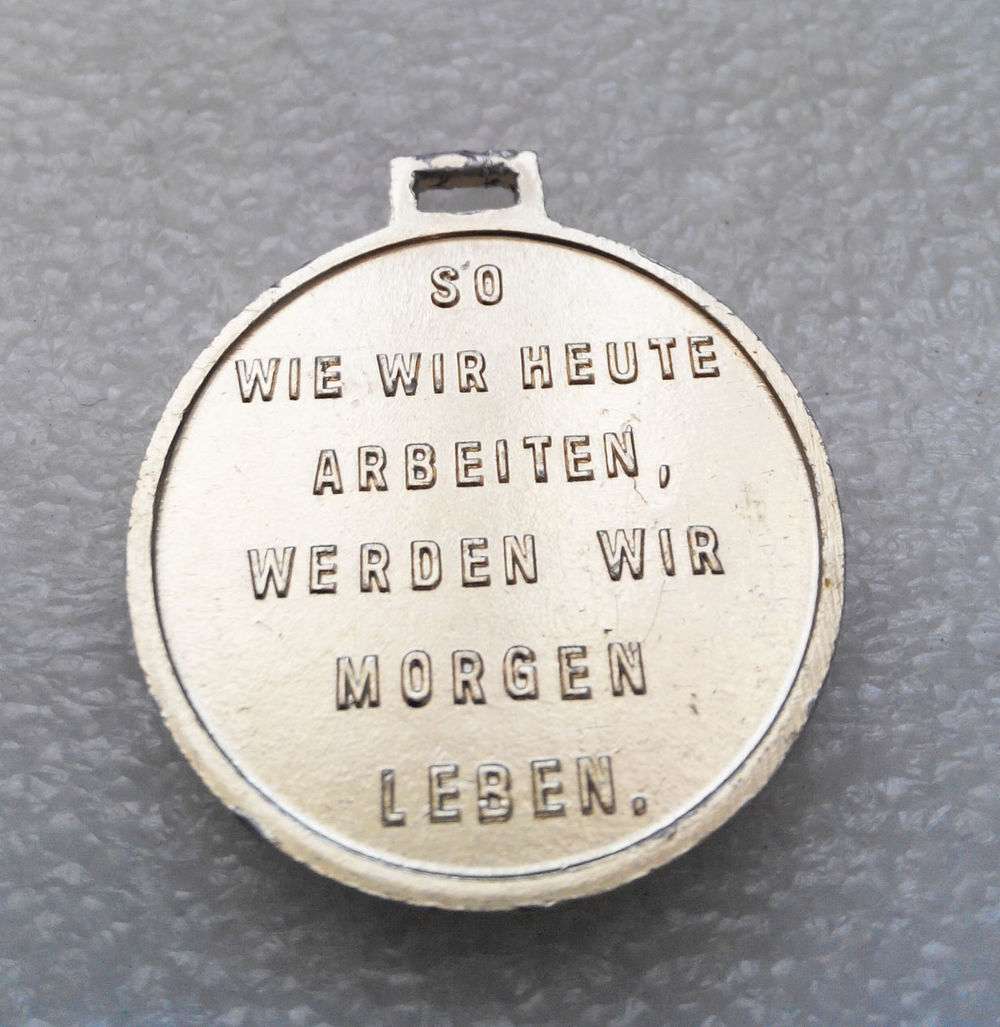 SO
WIE WIR HEUTE
ARBEITEN,
WERDEN WIR
MORGEN
LEBEN.